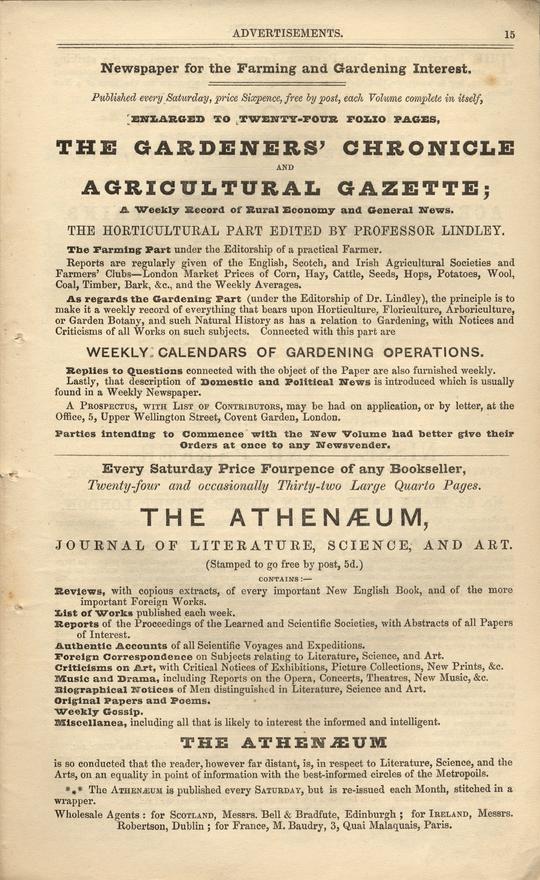 ADVERTISEMENTS. 15
Newspaper for the Farming and Gardening Interest.
Published every Saturday, price Sixpence, free by post, each Volume complete in itself,
ENLARGED TO TWENTY-FOUR FOLIO PAGES,
THE GARDENERS' CHRONICLE
AND
AGRICULTURAL GAZETTE;
A Weekly Record of Rural Economy and General News.
THE HORTICULTURAL PART EDITED BY PROFESSOR LINDLEY.
The Farming Part under the Editorship of a practical Farmer.
Reports are regularly given of the English, Scotch, and Irish Agricultural Societies and
Farmers' Clubs—London Market Prices of Corn, Hay, Cattle, Seeds, Hops, Potatoes, Wool,
Coal, Timber, Bark, &c., and the Weekly Averages.
As regards the Gardening Part (under the Editorship of Dr. Lindley), the principle is to
make it a weekly record of everything that bears upon Horticulture, Floriculture, Arboriculture,
or Garden Botany, and such Natural History as has a relation to Gardening, with Notices and
Criticisms of all Works on such subjects. Connected with this part are
WEEKLY CALENDARS OF GARDENING OPERATIONS.
Replies to Questions connected with the object of the Paper are also furnished weekly.
Lastly, that description of Domestic and Political News is introduced which is usually
found in a Weekly Newspaper.
A PROSPECTUS, WITH LIST OF CONTRIBUTORS, may be had on application, or by letter, at the
Office, 5, Upper Wellington Street, Covent Garden, London.
Parties intending to Commence with the New Volume had better give their
Orders at once to any Newsvender.
Every Saturday Price Fourpence of any Bookseller,
Twenty-four and occasionally Thirty-two Large Quarto Pages.
THE ATHENÆUM,
JOURNAL OF LITERATURE, SCIENCE, AND ART.
(Stamped to go free by post, 5d.)
CONTAINS:—
Reviews, with copious extracts, of every important New English Book, and of the more
important Foreign Works.
List of Works published each week.
Reports of the Proceedings of the Learned and Scientific Societies, with Abstracts of all Papers
of Interest.
Authentic Accounts of all Scientific Voyages and Expeditions.
Foreign Correspondence on Subjects relating to Literature, Science, and Art.
Criticisms on Art, with Critical Notices of Exhibitions, Picture Collections, New Prints, &c.
Music and Drama, including Reports on the Opera, Concerts, Theatres, New Music, &c.
Biographical Notices of Men distinguished in Literature, Science and Art.
Original Papers and Poems.
Weekly Gossip.
Miscellanea, including all that is likely to interest the informed and intelligent.
THE ATHENÆUM
is so conducted that the reader, however far distant, is, in respect to Literature, Science, and the
Arts, on an equality in point of information with the best-informed circles of the Metropoils.
*** The ATHENÆUM is published every SATURDAY, but is re-issued each Month, stitched in a
wrapper.
Wholesale Agents: for SCOTLAND, Messrs. Bell & Bradfute, Edinburgh; for IRELAND, Messrs.
Robertson, Dublin; for France, M. Baudry, 3, Quai Malaquais, Paris.